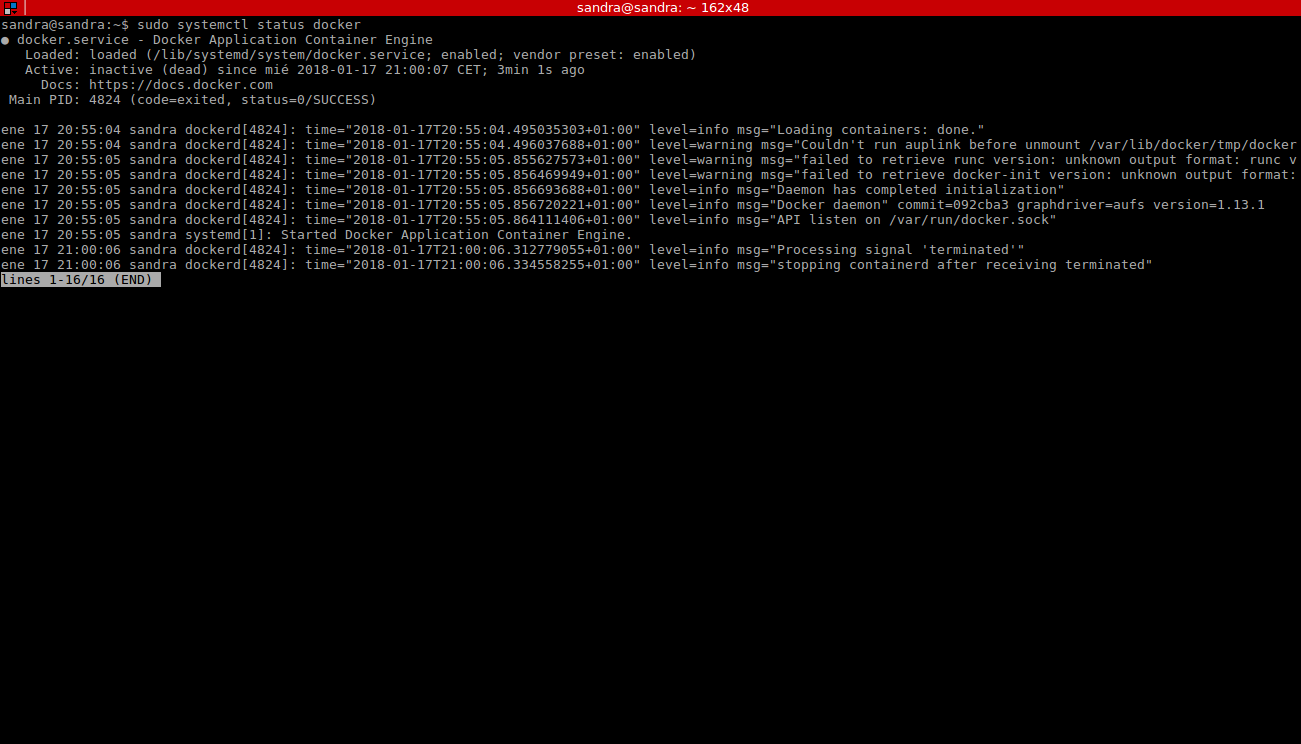 sandra@sandra: ~ 162x48
sandra@sandra:~$ sudo systemctl status docker
● docker.service - Docker Application Container Engine
   Loaded: loaded (/lib/systemd/system/docker.service; enabled; vendor preset: enabled)
   Active: inactive (dead) since mié 2018-01-17 21:00:07 CET; 3min 1s ago
     Docs: https://docs.docker.com
 Main PID: 4824 (code=exited, status=0/SUCCESS)

ene 17 20:55:04 sandra dockerd[4824]: time="2018-01-17T20:55:04.495035303+01:00" level=info msg="Loading containers: done."
ene 17 20:55:04 sandra dockerd[4824]: time="2018-01-17T20:55:04.496037688+01:00" level=warning msg="Couldn't run auplink before unmount /var/lib/docker/tmp/docker
ene 17 20:55:05 sandra dockerd[4824]: time="2018-01-17T20:55:05.855627573+01:00" level=warning msg="failed to retrieve runc version: unknown output format: runc v
ene 17 20:55:05 sandra dockerd[4824]: time="2018-01-17T20:55:05.856469949+01:00" level=warning msg="failed to retrieve docker-init version: unknown output format:
ene 17 20:55:05 sandra dockerd[4824]: time="2018-01-17T20:55:05.856693688+01:00" level=info msg="Daemon has completed initialization"
ene 17 20:55:05 sandra dockerd[4824]: time="2018-01-17T20:55:05.856720221+01:00" level=info msg="Docker daemon" commit=092cba3 graphdriver=aufs version=1.13.1
ene 17 20:55:05 sandra dockerd[4824]: time="2018-01-17T20:55:05.864111406+01:00" level=info msg="API listen on /var/run/docker.sock"
ene 17 20:55:05 sandra systemd[1]: Started Docker Application Container Engine.
ene 17 21:00:06 sandra dockerd[4824]: time="2018-01-17T21:00:06.312779055+01:00" level=info msg="Processing signal 'terminated'"
ene 17 21:00:06 sandra dockerd[4824]: time="2018-01-17T21:00:06.334558255+01:00" level=info msg="stopping containerd after receiving terminated"
lines 1-16/16 (END)